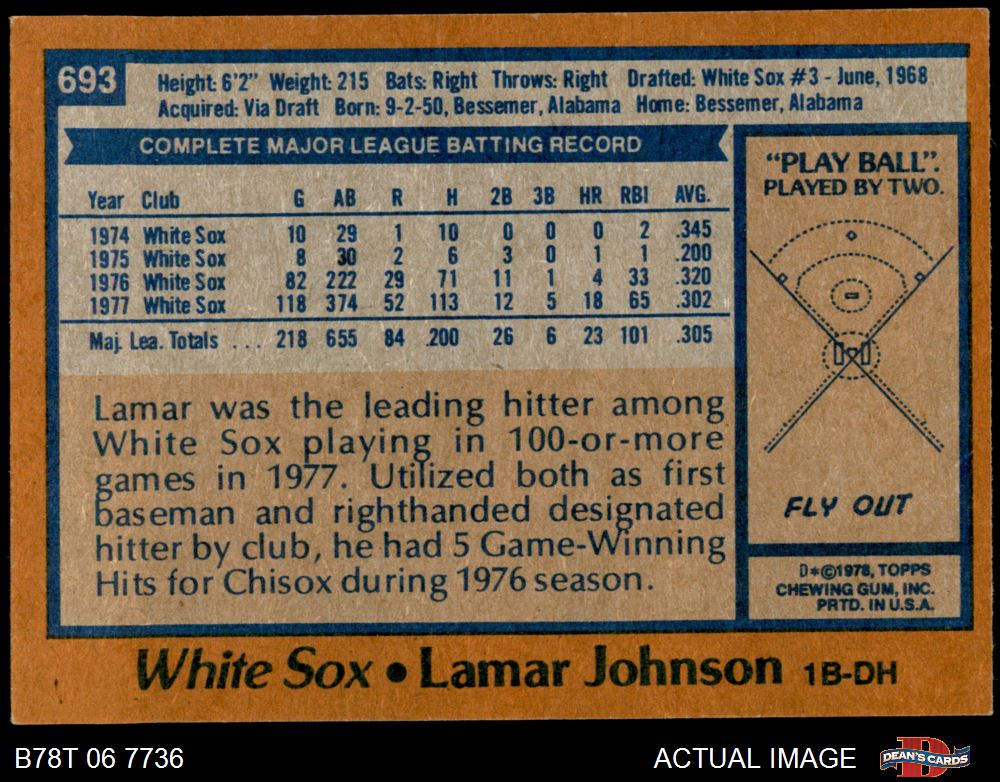 693
Height: 6'2" Weight: 215 Bats: Right Throws: Right Drafted: White Sox #3 - June, 1968
Acquired: Via Draft Born: 9-2-50, Bessemer, Alabama Home: Bessemer, Alabama
COMPLETE MAJOR LEAGUE BATTING RECORD
Year Club G AB R H 2B 3B HR RBI AVG.
1974 White Sox 10 29 1 10 0 0 0 2 .345
1975 White Sox 8 30 2 6 3 0 1 1 .200
1976 White Sox 82 222 29 71 11 1 4 33 .320
1977 White Sox 118 374 52 113 12 5 18 65 .302
Maj. Lea. Totals . . . 218 655 84 200 26 6 23 101 .305
Lamar was the leading hitter among
White Sox playing in 100-or-more
games in 1977. Utilized both as first
baseman and righthanded designated
hitter by club, he had 5 Game-Winning
Hits for Chisox during 1976 season.
"PLAY BALL".
PLAYED BY TWO.
FLY OUT
D*©1978, TOPPS
CHEWING GUM, INC.
PRTD. IN U.S.A.
White Sox • Lamar Johnson 1B-DH
B78T 06 7736
ACTUAL IMAGE
DEAN'S CARDS